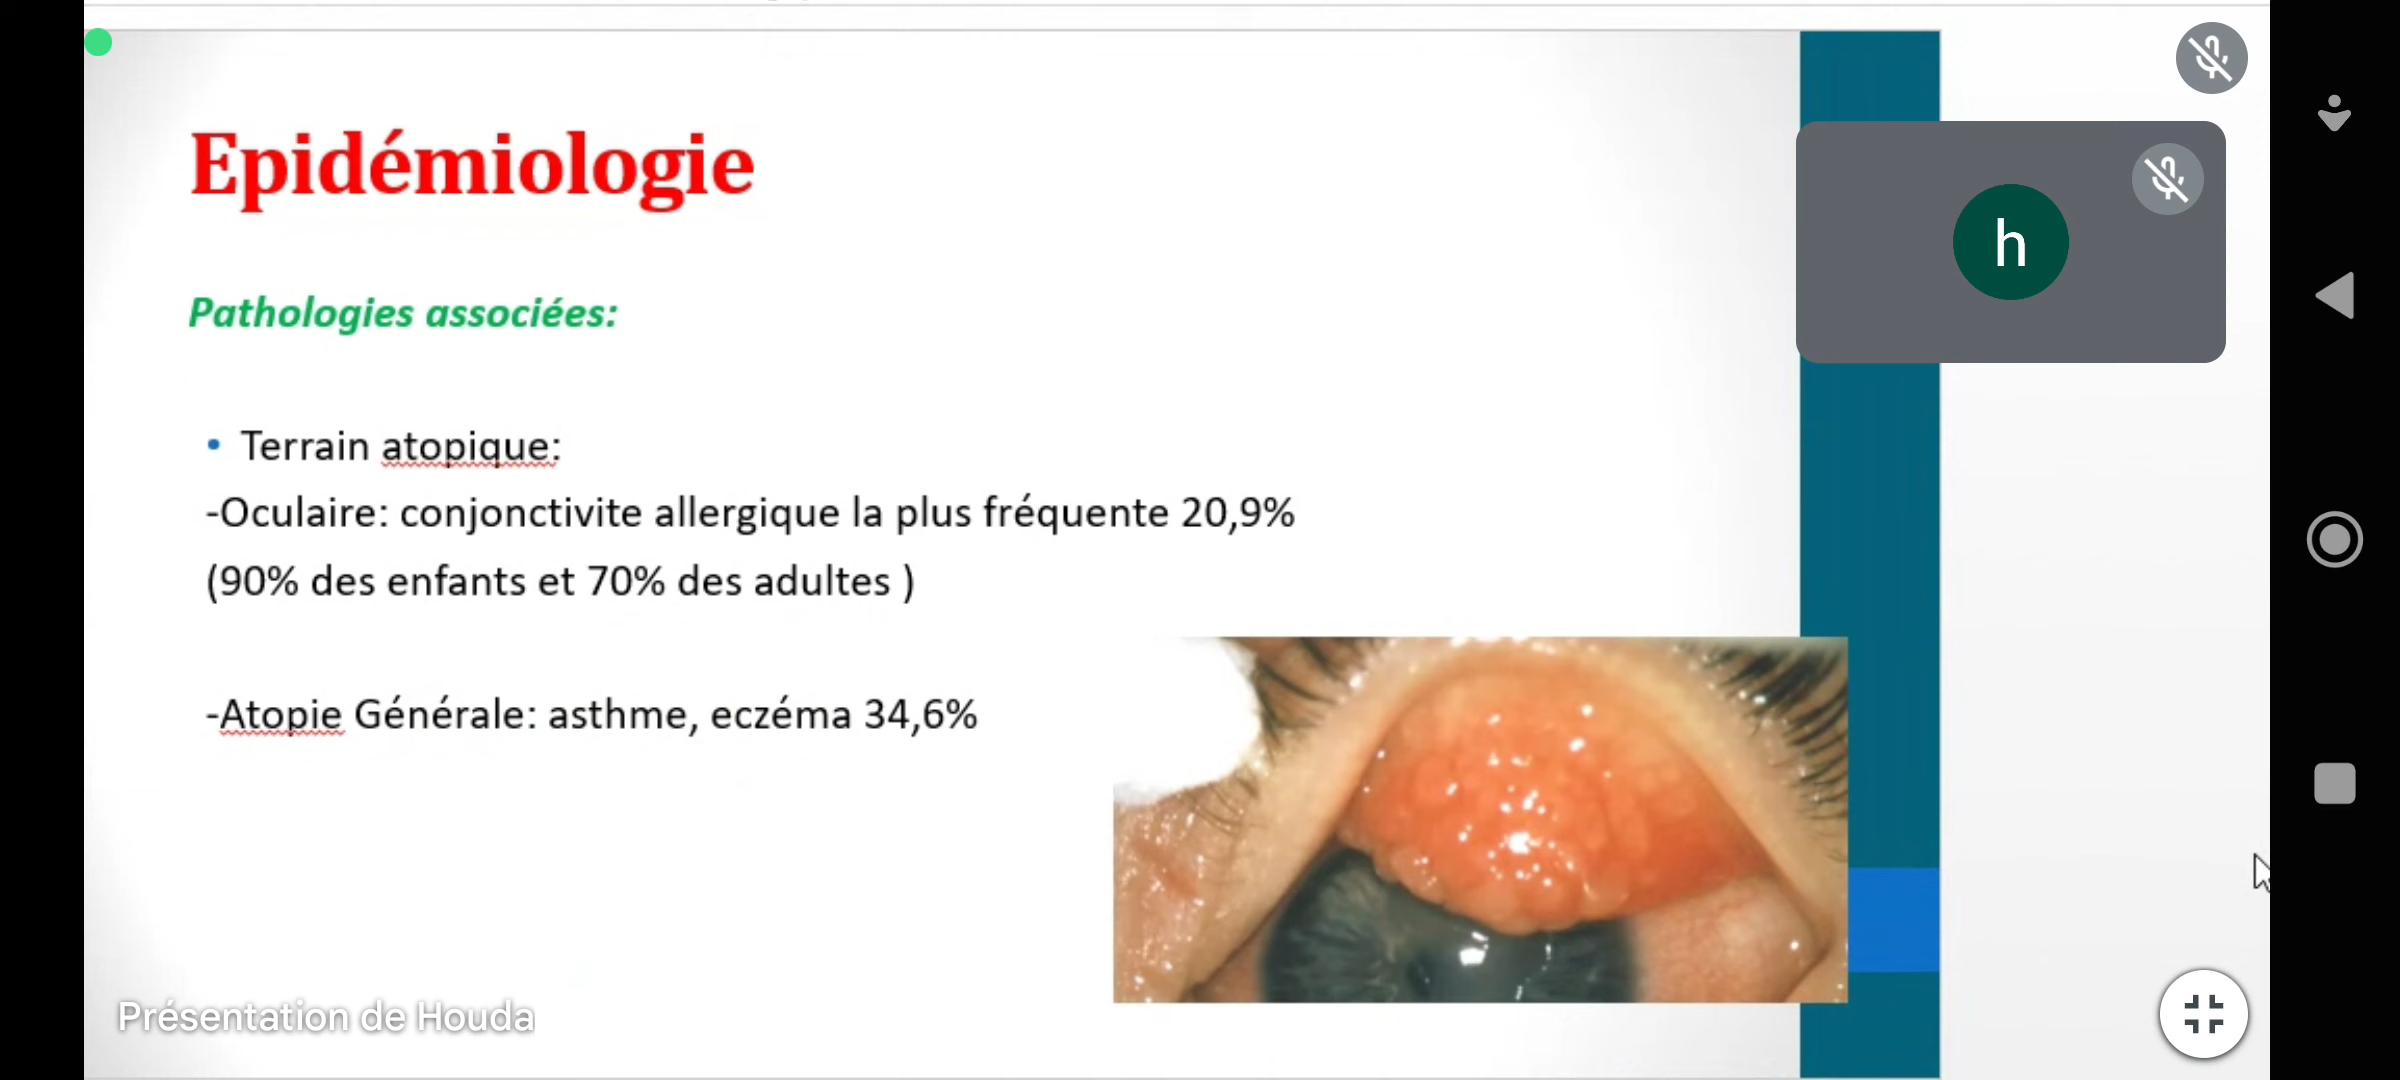 Epidémiologie
h
Pathologies associées:
• Terrain atopique:
-Oculaire: conjonctivite allergique la plus fréquente 20,9%
(90% des enfants et 70% des adultes )
-Atopie Générale: asthme, eczéma 34,6%
Présentation de Houda